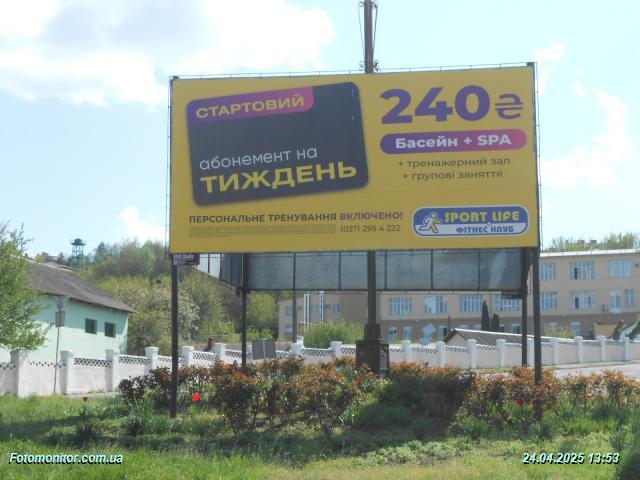 СТАРТОВИЙ
абонемент на
ТИЖДЕНЬ
240₴
Басейн + SPA
+ тренажерний зал
+ групові заняття
ПЕРСОНАЛЬНЕ ТРЕНУВАННЯ ВКЛЮЧЕНО!
(037) 295 4 222
SPORT LIFE
ФІТНЕС КЛУБ
Fotomonitor.com.ua
24.04.2025 13:53